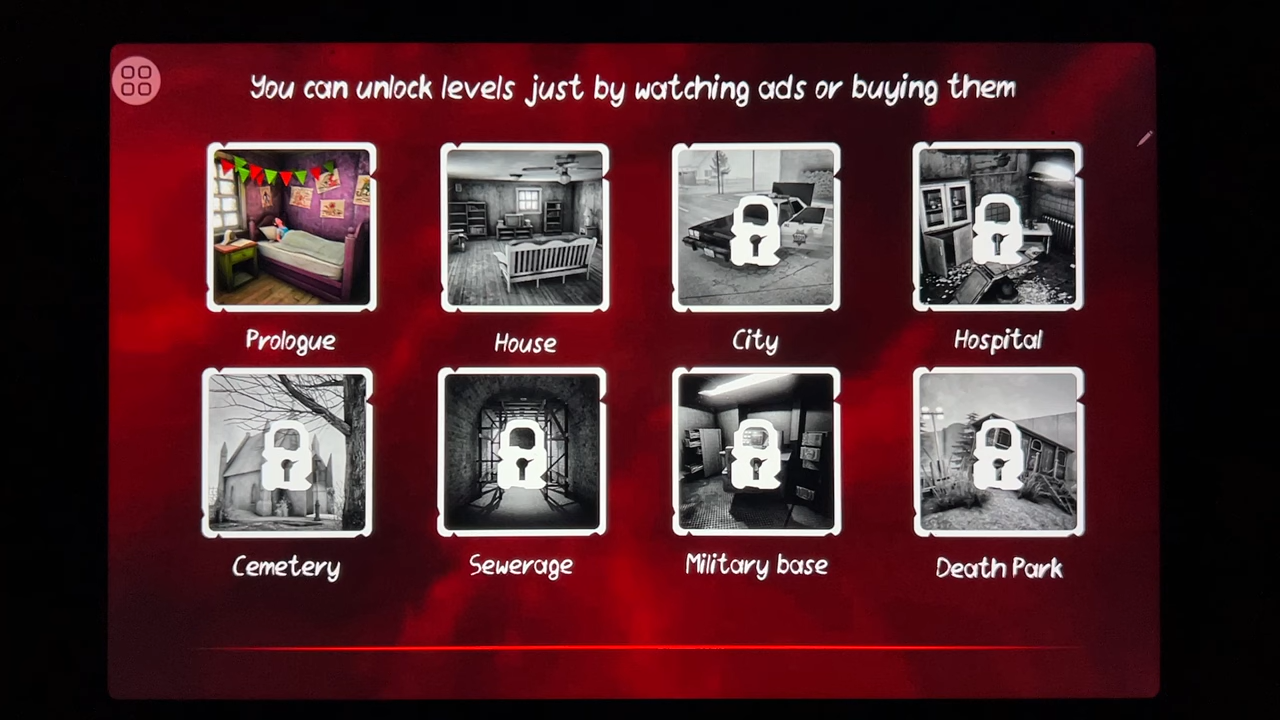 You can unlock levels just by watching ads or buying them
Prologue
House
City
Hospital
Cemetery
Sewerage
Military base
Death Park